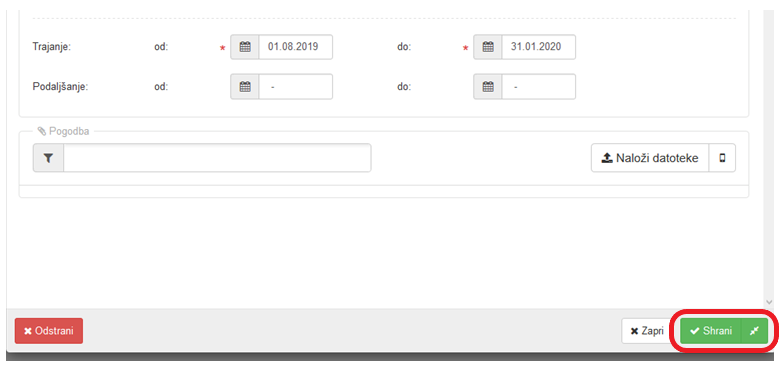 Trajanje: od: * 01.08.2019 do: * 31.01.2020
Podaljšanje: od: - do: -
Pogodba
Naloži datoteke
Odstrani Zapri Shrani